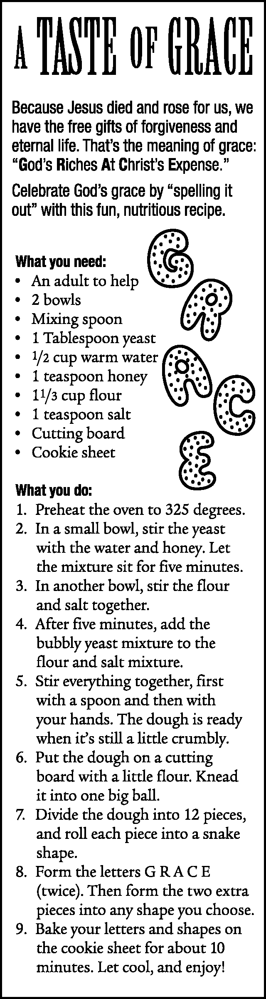 A TASTE OF GRACE
Because Jesus died and rose for us, we
have the free gifts of forgiveness and
eternal life. That’s the meaning of grace:
“God’s Riches At Christ’s Expense.”
Celebrate God’s grace by “spelling it
out” with this fun, nutritious recipe.
What you need:
• An adult to help
• 2 bowls
• Mixing spoon
• 1 Tablespoon yeast
• 1/2 cup warm water
• 1 teaspoon honey
• 11/3 cup flour
• 1 teaspoon salt
• Cutting board
• Cookie sheet
G
R
A
C
E
What you do:
1. Preheat the oven to 325 degrees.
2. In a small bowl, stir the yeast
with the water and honey. Let
the mixture sit for five minutes.
3. In another bowl, stir the flour
and salt together.
4. After five minutes, add the
bubbly yeast mixture to the
flour and salt mixture.
5. Stir everything together, first
with a spoon and then with
your hands. The dough is ready
when it’s still a little crumbly.
6. Put the dough on a cutting
board with a little flour. Knead
it into one big ball.
7. Divide the dough into 12 pieces,
and roll each piece into a snake
shape.
8. Form the letters G R A C E
(twice). Then form the two extra
pieces into any shape you choose.
9. Bake your letters and shapes on
the cookie sheet for about 10
minutes. Let cool, and enjoy!